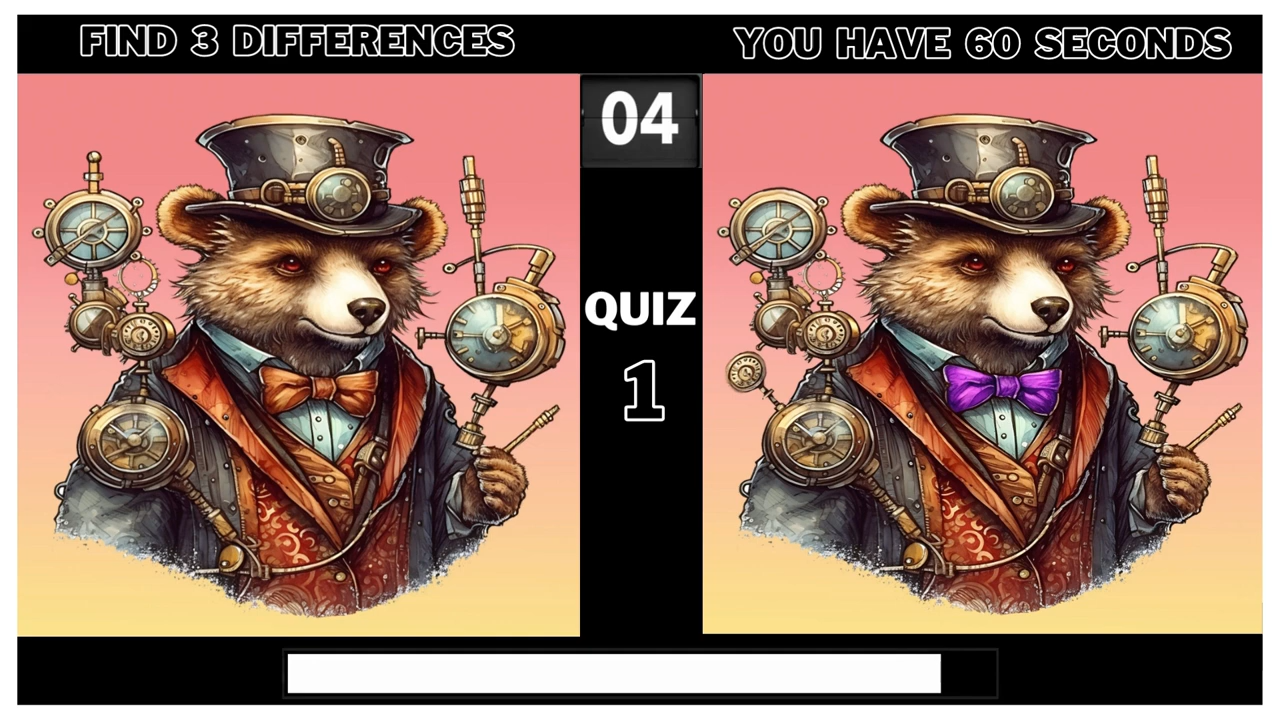 FIND 3 DIFFERENCES
YOU HAVE 60 SECONDS
04
QUIZ
1